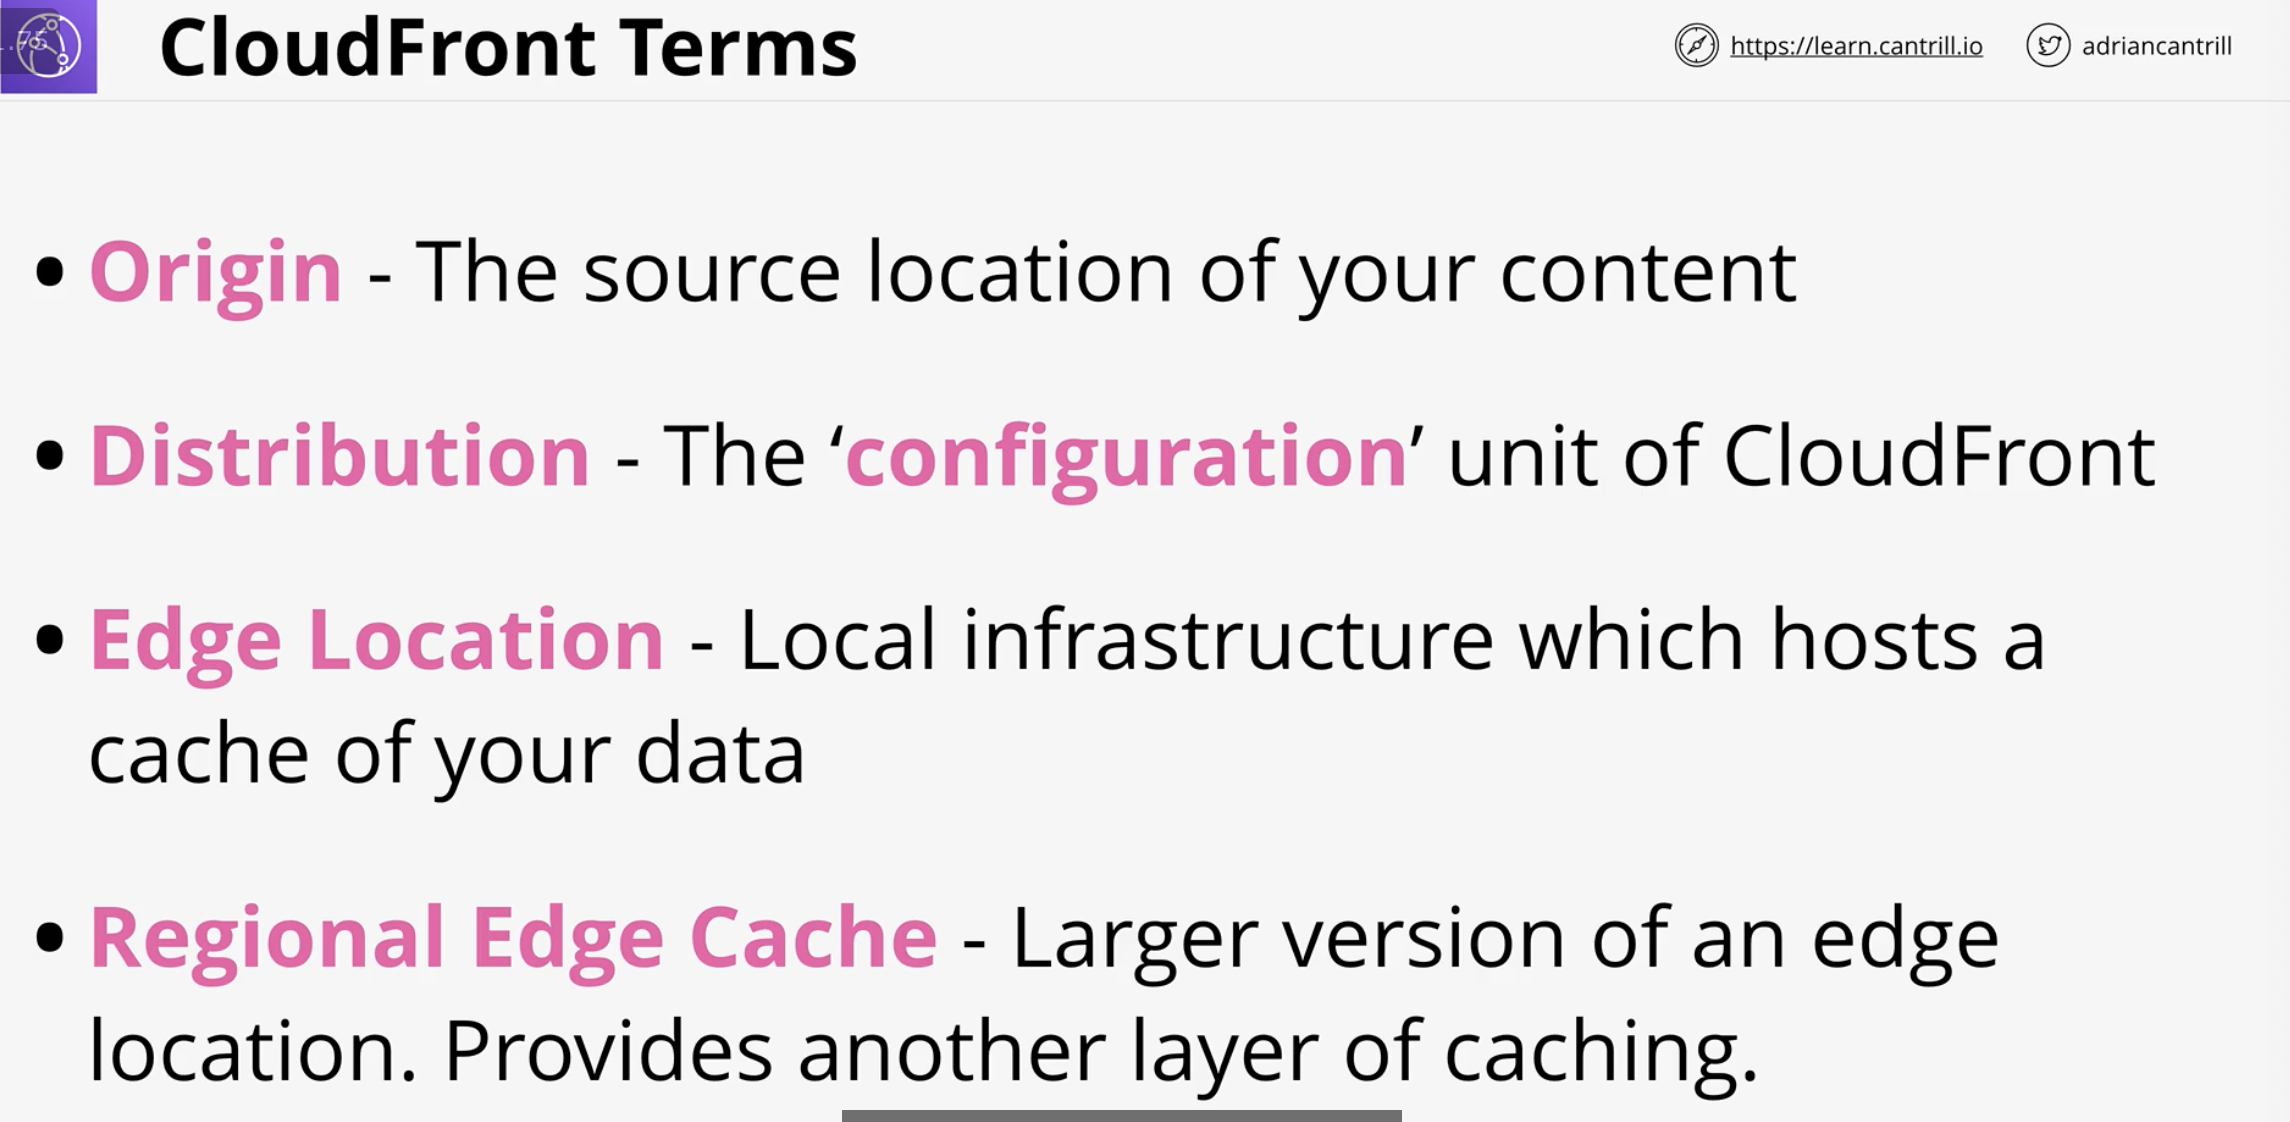 .75
CloudFront Terms
https://learn.cantrill.io
adriancantrill
• Origin - The source location of your content
• Distribution - The ‘configuration’ unit of CloudFront
• Edge Location - Local infrastructure which hosts a
cache of your data
• Regional Edge Cache - Larger version of an edge
location. Provides another layer of caching.